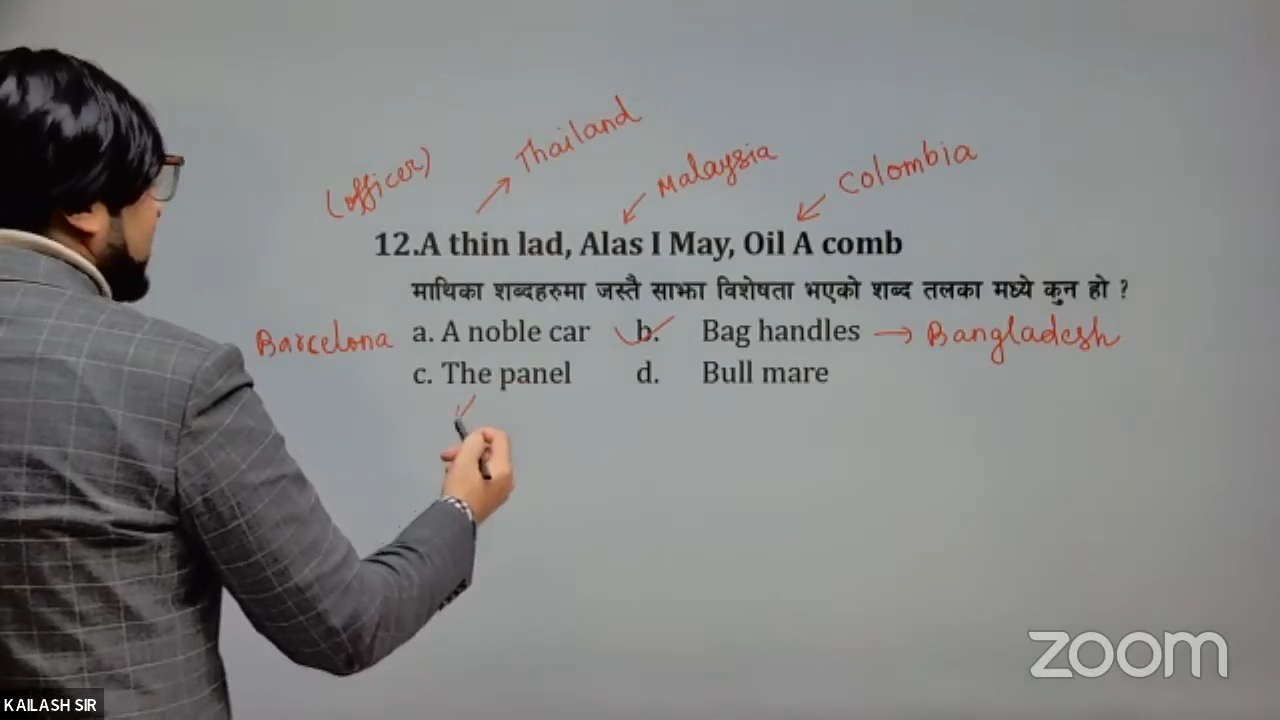 (officer)
Thailand
Malaysia
Colombia
12.A thin lad, Alas I May, Oil A comb
माथिका शब्दहरुमा जस्तै साझा विशेषता भएको शब्द तलका मध्ये कुन हो ?
Barcelona a. A noble car b. Bag handles → Bangladesh
c. The panel d. Bull mare
zoom
KAILASH SIR